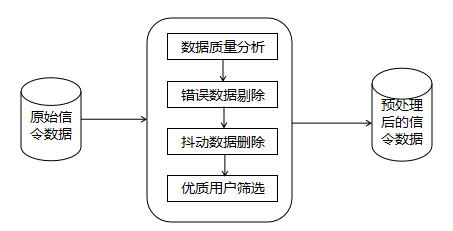 原始信
令数据
数据质量分析
错误数据剔除
抖动数据删除
优质用户筛选
预处理
后的信
令数据